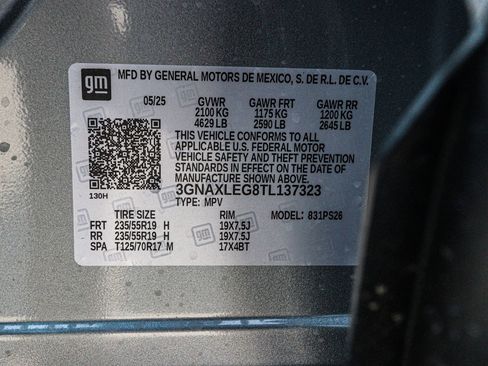 gm MFD BY GENERAL MOTORS DE MEXICO, S. DE R.L. DE C.V.
05/25 GVWR GAWR FRT GAWR RR
2100 KG 1175 KG 1200 KG
4629 LB 2590 LB 2645 LB
THIS VEHICLE CONFORMS TO ALL
APPLICABLE U.S. FEDERAL MOTOR
VEHICLE SAFETY AND THEFT PREVENTION
STANDARDS IN EFFECT ON THE DATE
OF MANUFACTURE SHOWN ABOVE.
130H 3GNAXLEG8TL137323
TYPE: MPV MODEL: 831PS26
TIRE SIZE RIM
FRT 235/55R19 H 19X7.5J
RR 235/55R19 H 19X7.5J
SPA T125/70R17 M 17X4BT